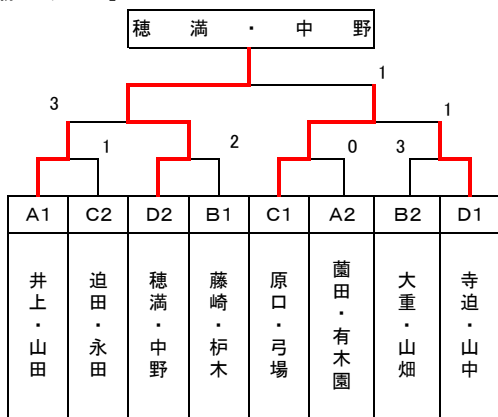 穂満・中野
1
3
1
1
2
0
3
A1 C2 D2 B1 C1 A2 B2 D1
井上・山田
迫田・永田
穂満・中野
藤崎・枦木
原口・弓場
薗田・有木園
大重・山畑
寺迫・山中